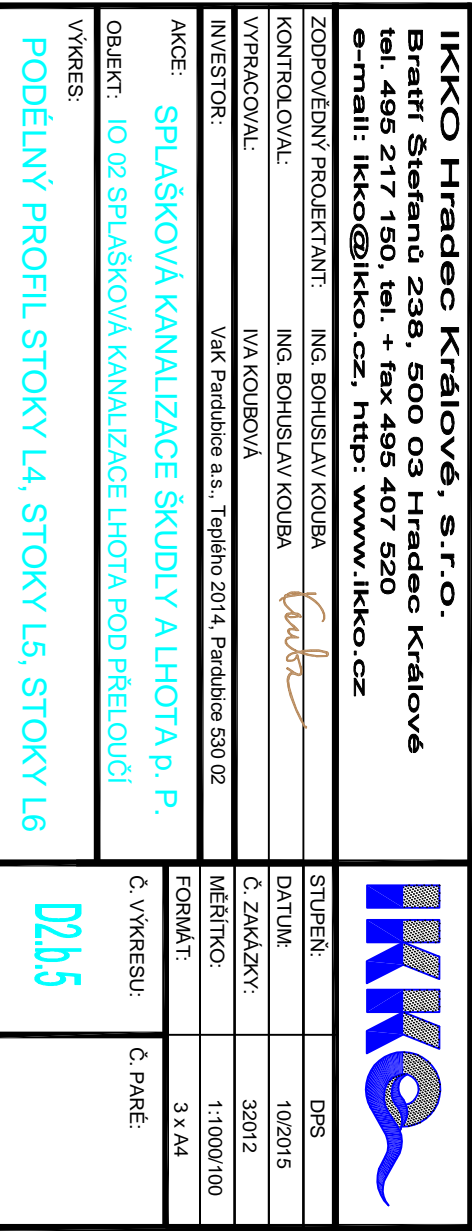 IKKO Hradec Králové, s.r.o.
Bratří Štefanů 238, 500 03 Hradec Králové
tel. 495 217 150, tel. + fax 495 407 520
e-mail: ikko@ikko.cz, http: www.ikko.cz
IKKO
ZODPOVĚDNÝ PROJEKTANT: ING. BOHUSLAV KOUBA
KONTROLOVAL: ING. BOHUSLAV KOUBA
Kouba
VYPRACOVAL: IVA KOUBOVÁ
INVESTOR: VaK Pardubice a.s., Teplého 2014, Pardubice 530 02
AKCE: SPLAŠKOVÁ KANALIZACE ŠKUDLY A LHOTA p. P.
OBJEKT: IO 02 SPLAŠKOVÁ KANALIZACE LHOTA POD PŘELOUČÍ
VÝKRES:
PODÉLNÝ PROFIL STOKY L4, STOKY L5, STOKY L6
STUPEŇ: DPS
DATUM: 10/2015
Č. ZAKÁZKY: 32012
MĚŘÍTKO: 1:1000/100
FORMÁT: 3 x A4
Č. VÝKRESU:
D2.b.5
Č. PARÉ: